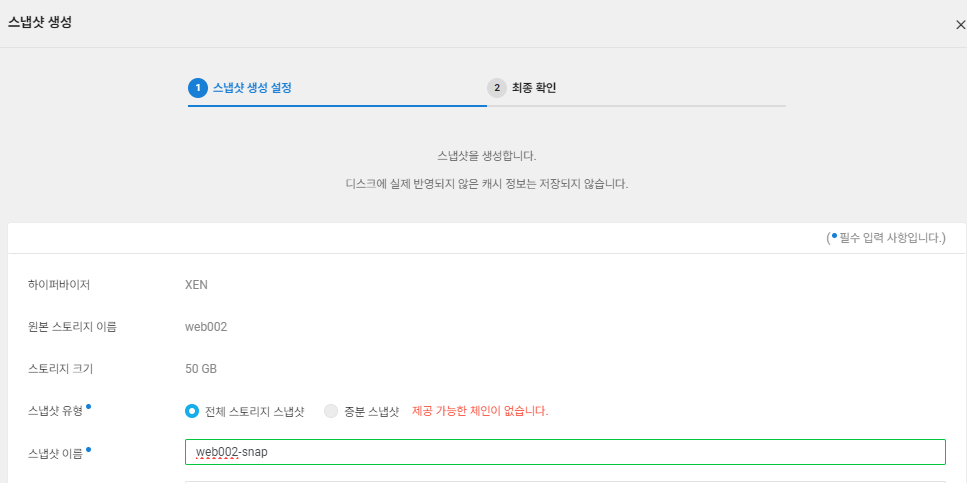 스냅샷 생성
1 스냅샷 생성 설정 2 최종 확인
스냅샷을 생성합니다.
디스크에 실제 반영되지 않은 캐시 정보는 저장되지 않습니다.
(• 필수 입력 사항입니다.)
하이퍼바이저 XEN
원본 스토리지 이름 web002
스토리지 크기 50 GB
스냅샷 유형• 전체 스토리지 스냅샷 증분 스냅샷 제공 가능한 체인이 없습니다.
스냅샷 이름• web002-snap